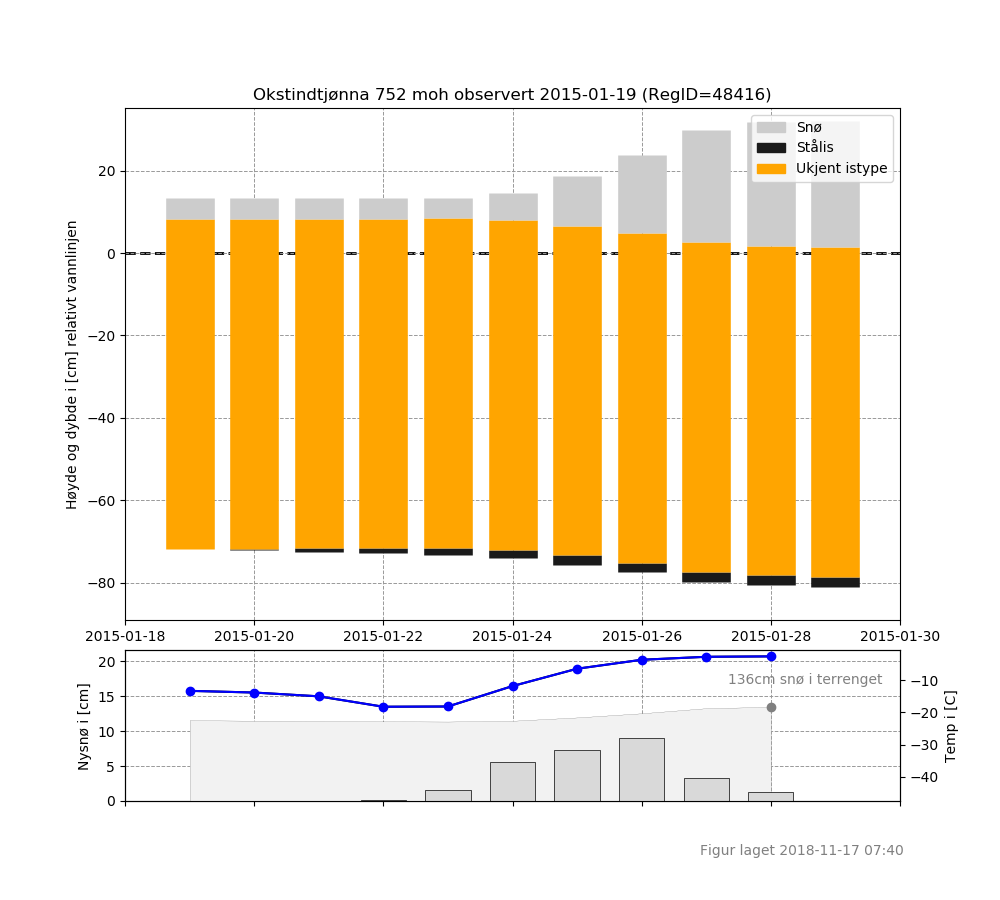 Okstindtjønna 752 moh observert 2015-01-19 (RegID=48416)
Snø
Stålis
Ukjent istype
Høyde og dybde i [cm] relativt vannlinjen
20
0
−20
−40
−60
−80
2015-01-18 2015-01-20 2015-01-22 2015-01-24 2015-01-26 2015-01-28 2015-01-30
Nysnø i [cm]
20
15
10
5
0
136cm snø i terrenget
−10
−20
−30
−40
Temp i [C]
Figur laget 2018-11-17 07:40